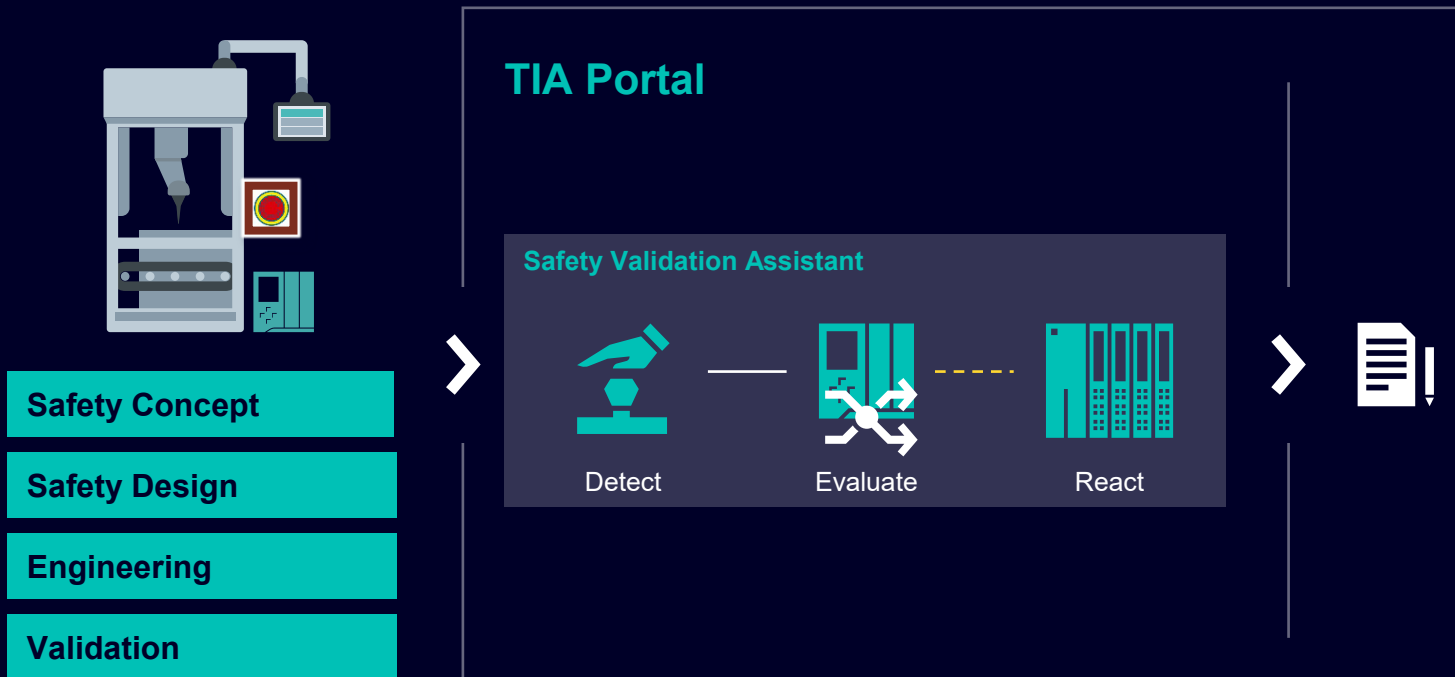 TIA Portal
Safety Validation Assistant
Detect
Evaluate
React
Safety Concept
Safety Design
Engineering
Validation